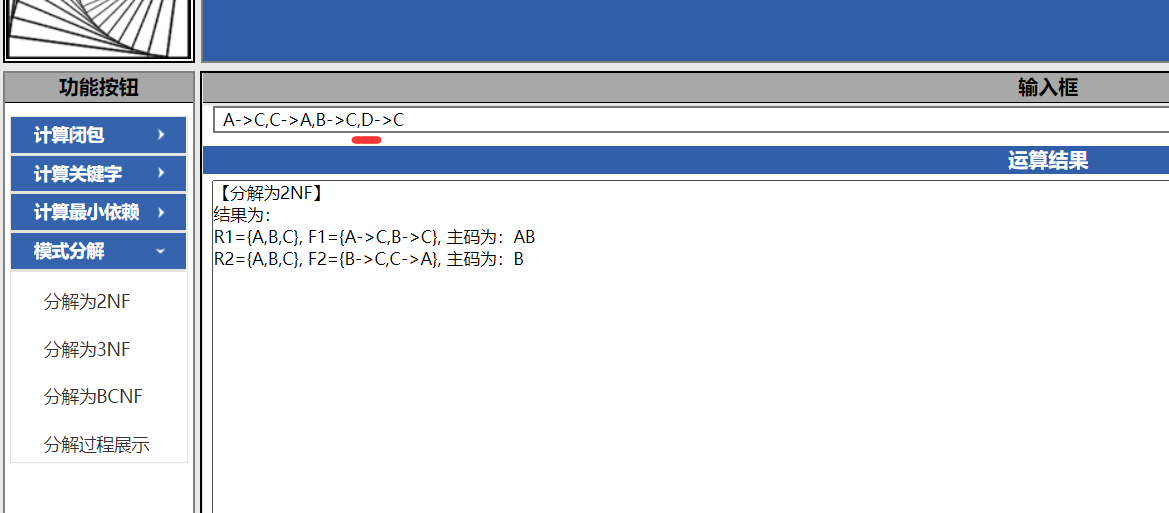 功能按钮
计算闭包
计算关键字
计算最小依赖
模式分解
分解为2NF
分解为3NF
分解为BCNF
分解过程展示
输入框
A->C,C->A,B->C,D->C
运算结果
【分解为2NF】
结果为：
R1={A,B,C}, F1={A->C,B->C}, 主码为：AB
R2={A,B,C}, F2={B->C,C->A}, 主码为：B